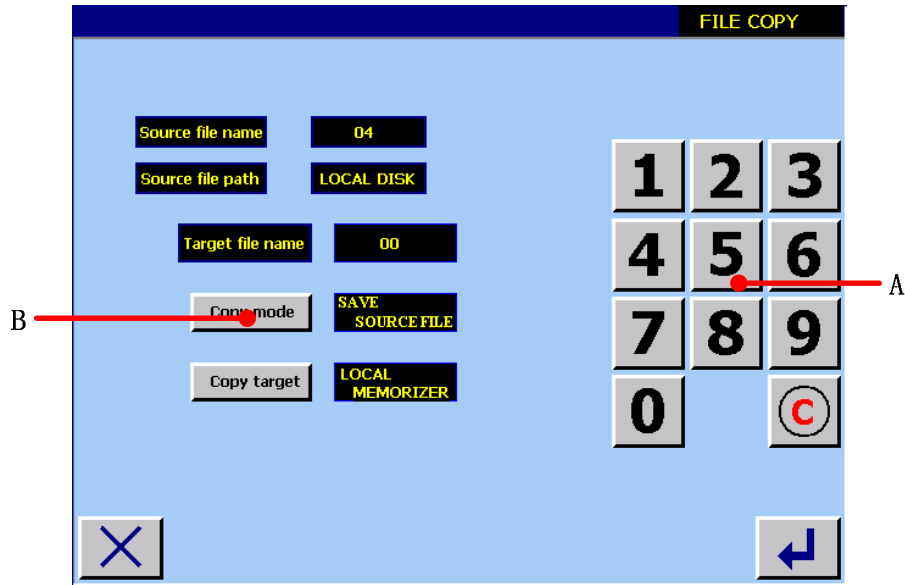 FILE COPY
Source file name 04
Source file path LOCAL DISK
Target file name 00
Copy mode SAVE
SOURCE FILE
Copy target LOCAL
MEMORIZER
1 2 3
4 5 6
7 8 9
0 C
A
B